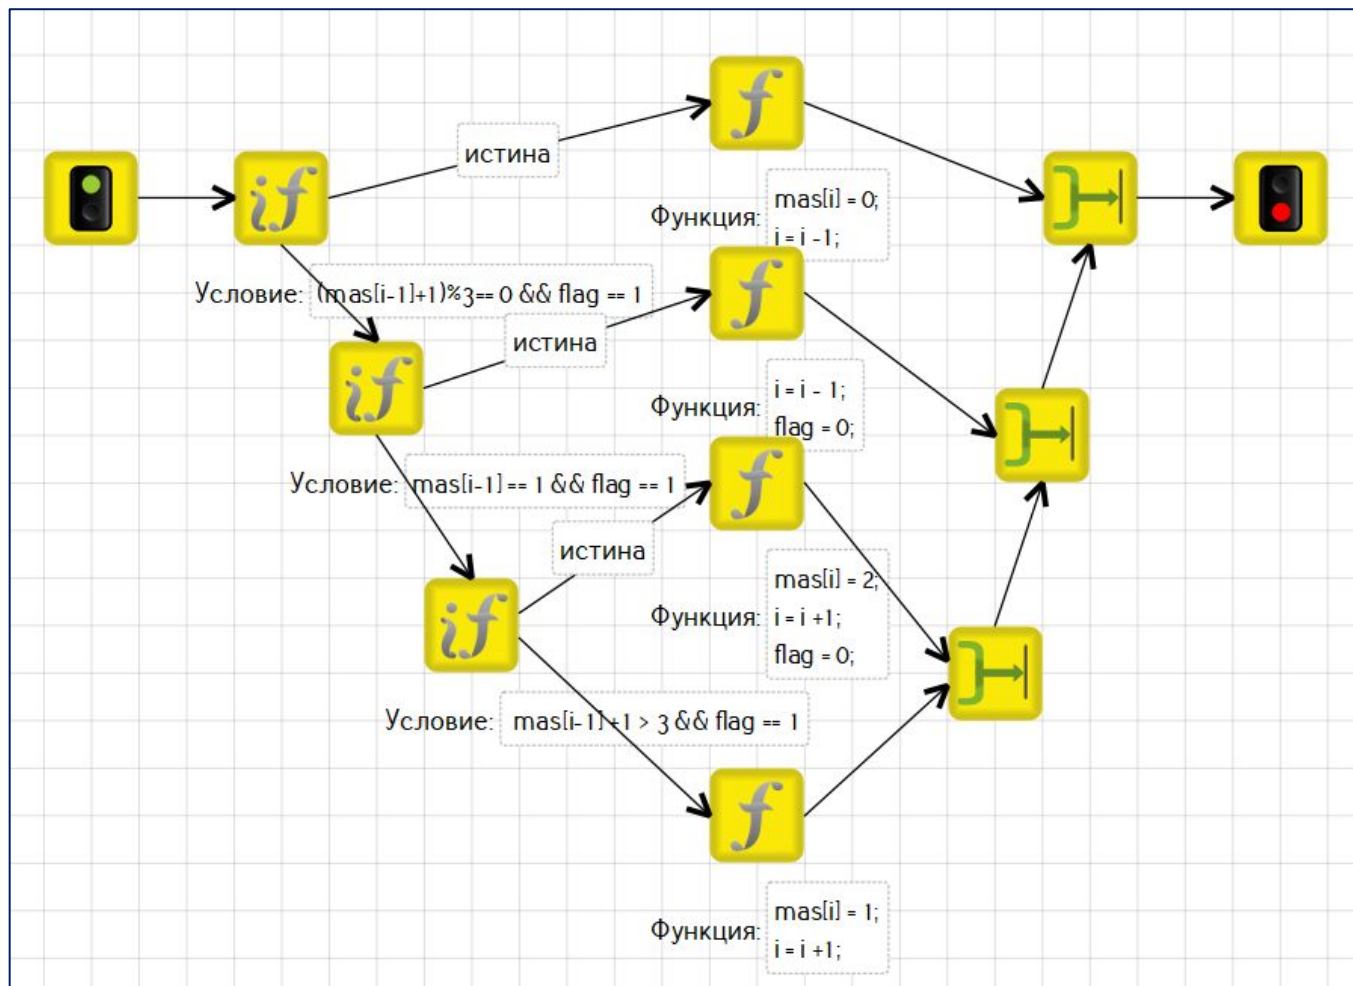 истина
Функция:
mas[i] = 0;
i = i -1;
Условие: (mas[i-1]+1)%3== 0 && flag == 1
истина
Функция:
i = i - 1;
flag = 0;
Условие: mas[i-1] == 1 && flag == 1
истина
Функция:
mas[i] = 2;
i = i +1;
flag = 0;
Условие: mas[i-1]+1 > 3 && flag == 1
Функция:
mas[i] = 1;
i = i +1;